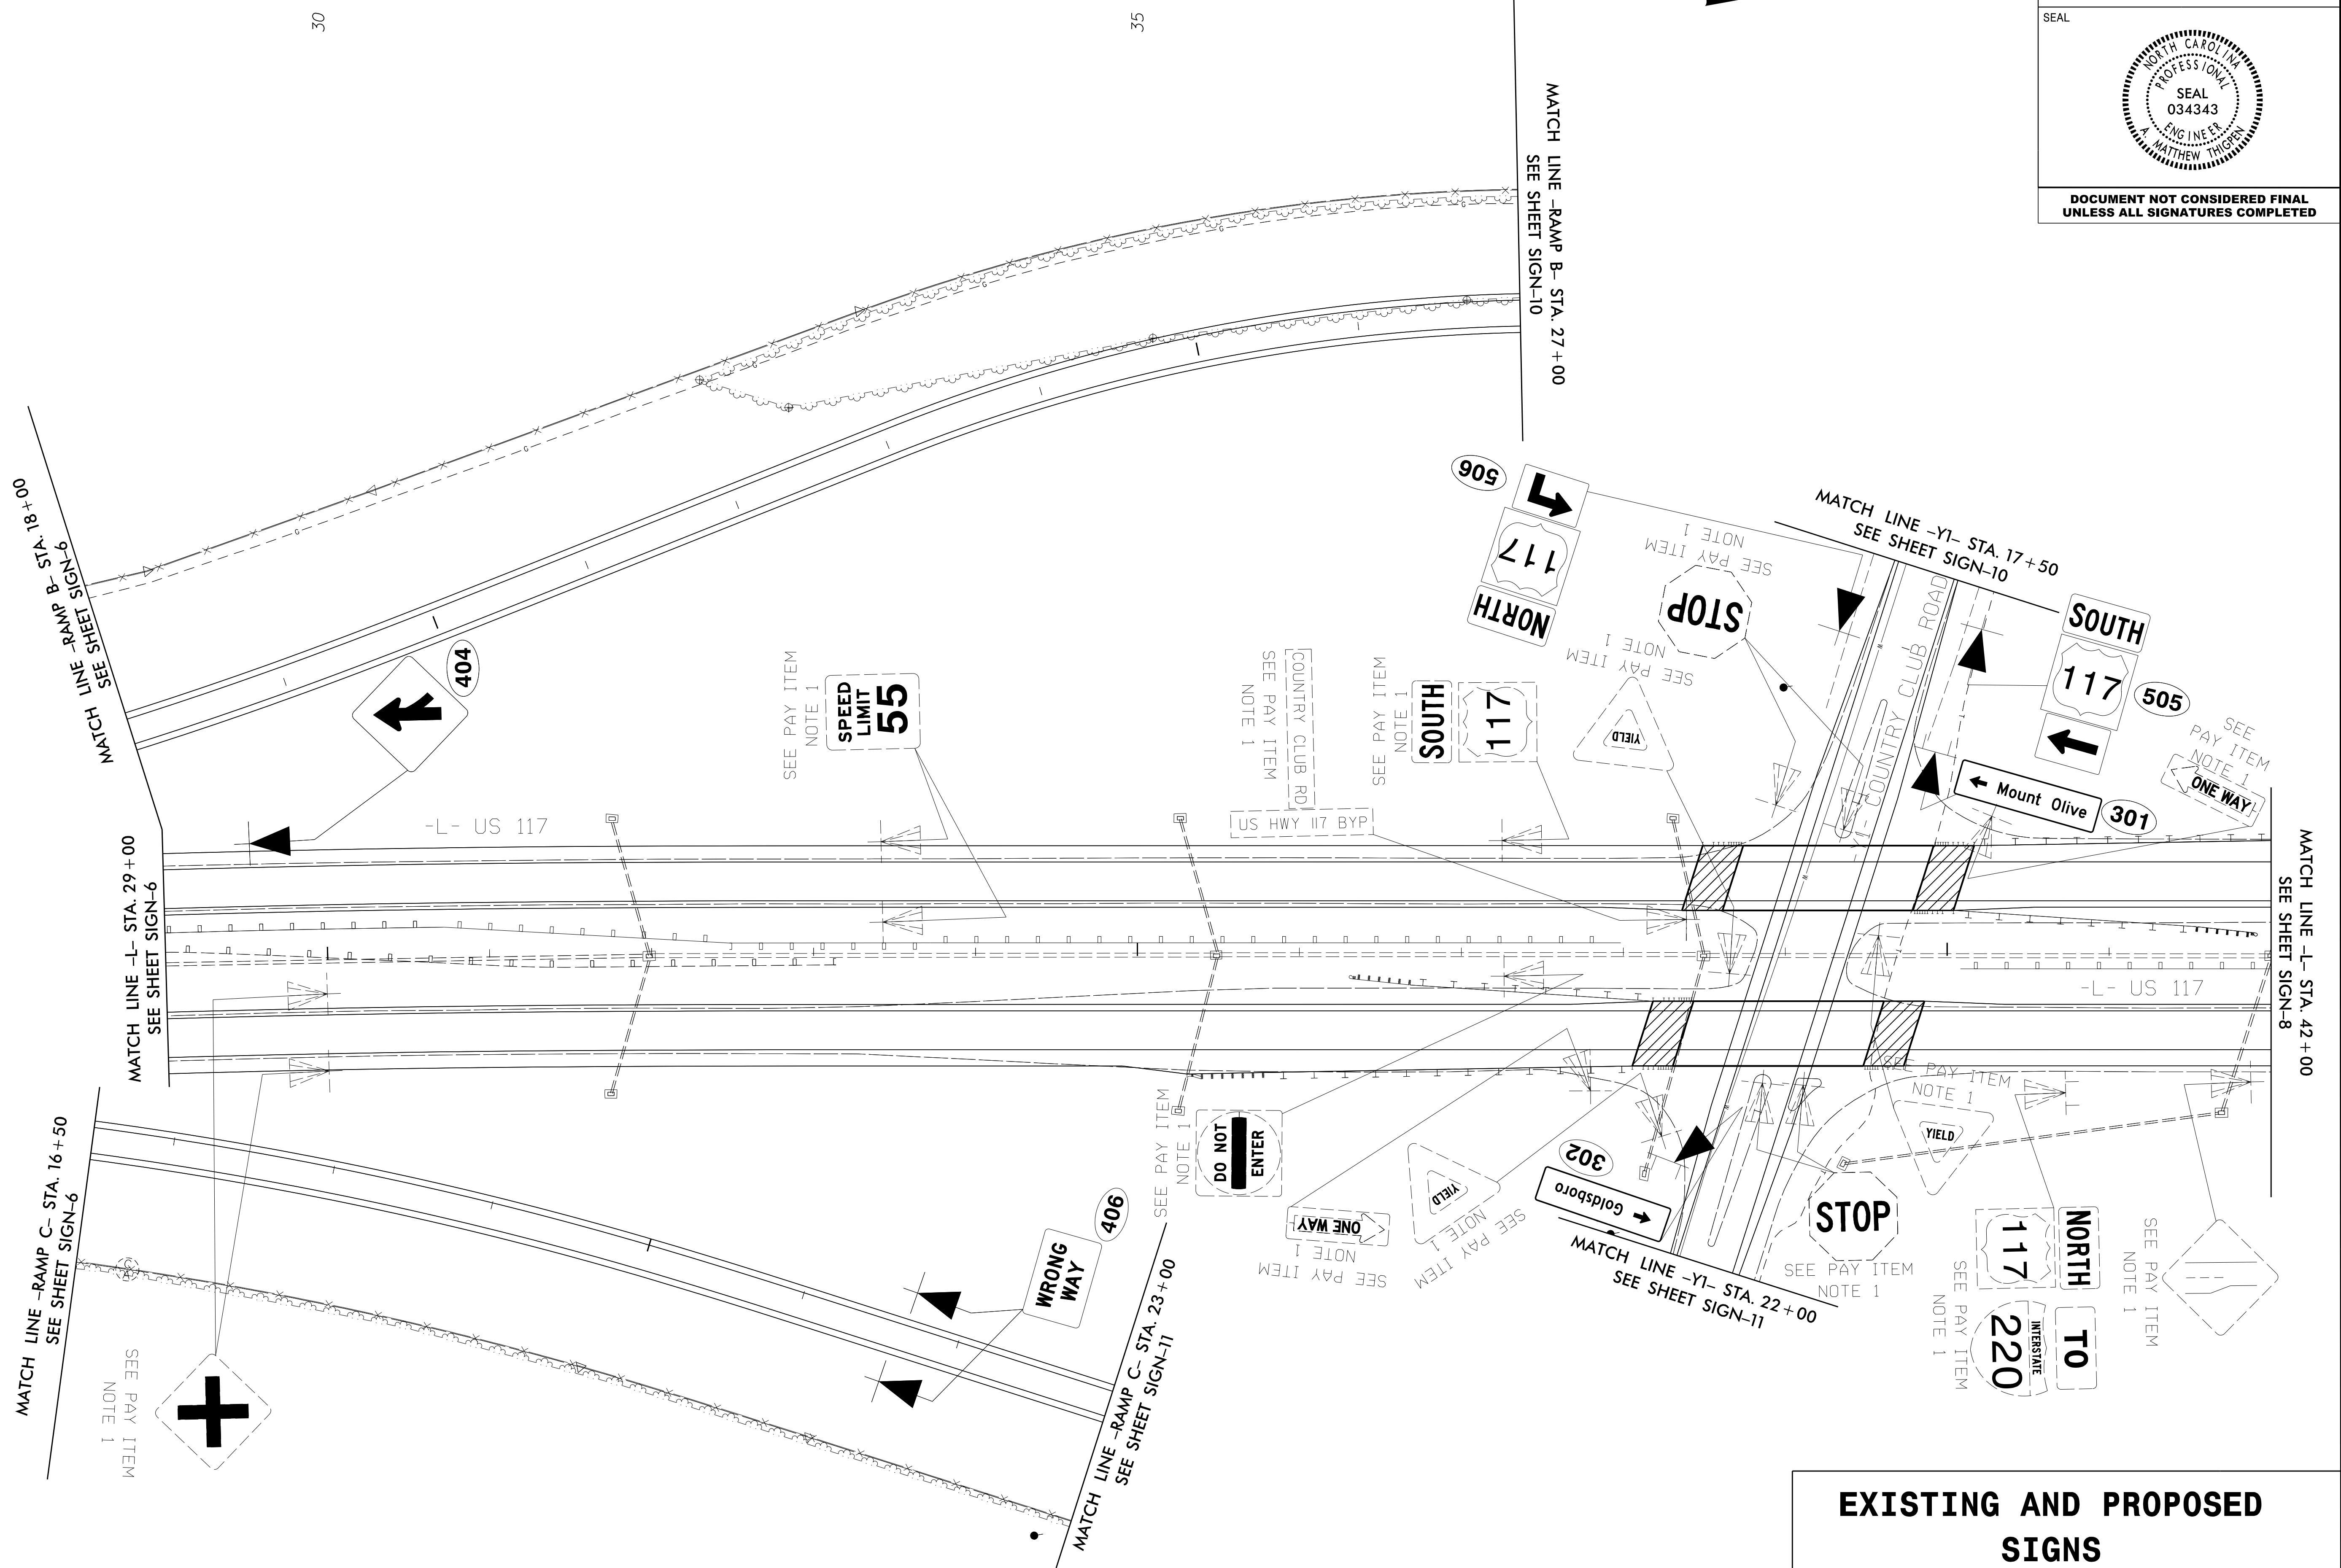 30
35
SEAL
NORTH CAROLINA
PROFESSIONAL
SEAL
034343
ENGINEER
A. MATTHEW THIGPEN
DOCUMENT NOT CONSIDERED FINAL
UNLESS ALL SIGNATURES COMPLETED
MATCH LINE -RAMP B- STA. 27+00
SEE SHEET SIGN-10
MATCH LINE -RAMP B- STA. 18+00
SEE SHEET SIGN-6
404
SEE PAY ITEM
NOTE 1
SPEED
LIMIT
55
-L- US 117
SEE PAY ITEM
NOTE 1
COUNTRY CLUB RD
US HWY 117 BYP
SEE PAY ITEM
NOTE 1
SOUTH
117
506
117
NORTH
SEE PAY ITEM
NOTE 1
STOP
SEE PAY ITEM
NOTE 1
YIELD
MATCH LINE -Y1- STA. 17+50
SEE SHEET SIGN-10
COUNTRY CLUB ROAD
SOUTH
117
505
Mount Olive
301
SEE
PAY ITEM
NOTE 1
ONE WAY
MATCH LINE -L- STA. 29+00
SEE SHEET SIGN-6
MATCH LINE -L- STA. 42+00
SEE SHEET SIGN-8
-L- US 117
MATCH LINE -RAMP C- STA. 16+50
SEE SHEET SIGN-6
SEE PAY ITEM
NOTE 1
406
WRONG
WAY
MATCH LINE -RAMP C- STA. 23+00
SEE SHEET SIGN-11
SEE PAY ITEM
NOTE 1
DO NOT
ENTER
ONE WAY
SEE PAY ITEM
NOTE 1
YIELD
SEE PAY ITEM
NOTE 1
302
Goldsboro
MATCH LINE -Y1- STA. 22+00
SEE SHEET SIGN-11
SEE PAY ITEM
NOTE 1
YIELD
STOP
SEE PAY ITEM
NOTE 1
NORTH
117
TO
INTERSTATE
220
SEE PAY ITEM
NOTE 1
SEE PAY ITEM
NOTE 1
EXISTING AND PROPOSED
SIGNS